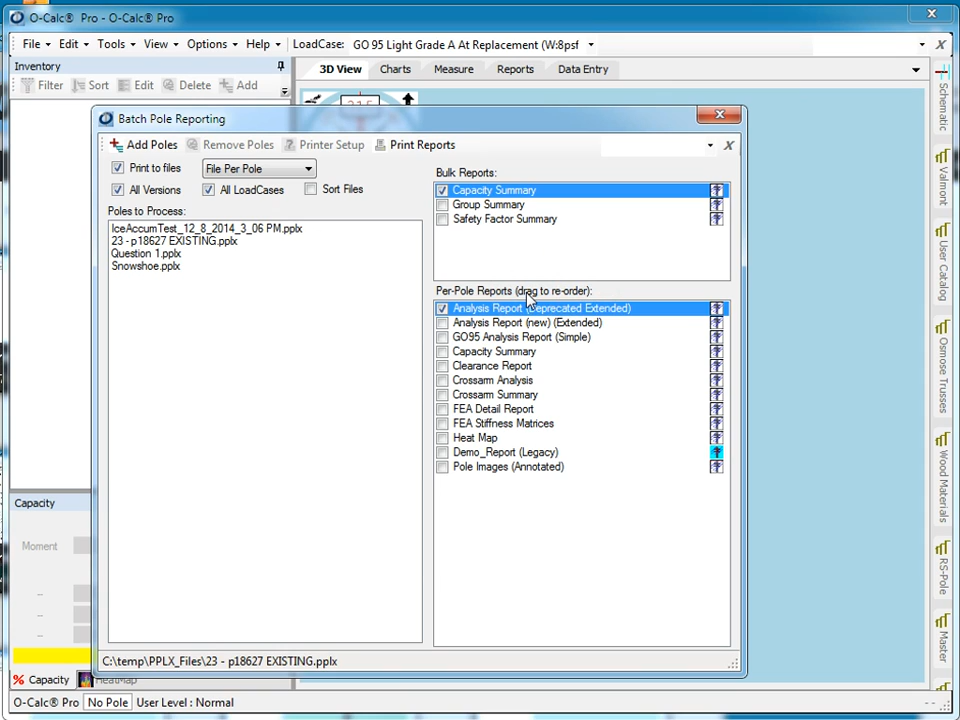 O-Calc® Pro - O-Calc® Pro
File Edit Tools View Options Help LoadCase: GO 95 Light Grade A At Replacement (W:8psf
Inventory
3D View Charts Measure Reports Data Entry
Filter Sort Edit Delete Add
Batch Pole Reporting
Add Poles Remove Poles Printer Setup Print Reports
Print to files File Per Pole
All Versions All LoadCases Sort Files
Poles to Process:
IceAccumTest_12_8_2014_3_06 PM.pplx
23 - p18627 EXISTING.pplx
Question 1.pplx
Snowshoe.pplx
Bulk Reports:
Capacity Summary
Group Summary
Safety Factor Summary
Per-Pole Reports (drag to re-order):
Analysis Report (Deprecated Extended)
Analysis Report (new) (Extended)
GO95 Analysis Report (Simple)
Capacity Summary
Clearance Report
Crossarm Analysis
Crossarm Summary
FEA Detail Report
FEA Stiffness Matrices
Heat Map
Demo_Report (Legacy)
Pole Images (Annotated)
C:\temp\PPLX_Files\23 - p18627 EXISTING.pplx
Capacity
Moment
--
--
--
% Capacity HeatMap
O-Calc® Pro No Pole User Level : Normal
--
Schematic
Valmont
User Catalog
Osmose Trusses
Wood Materials
RS-Pole
Master